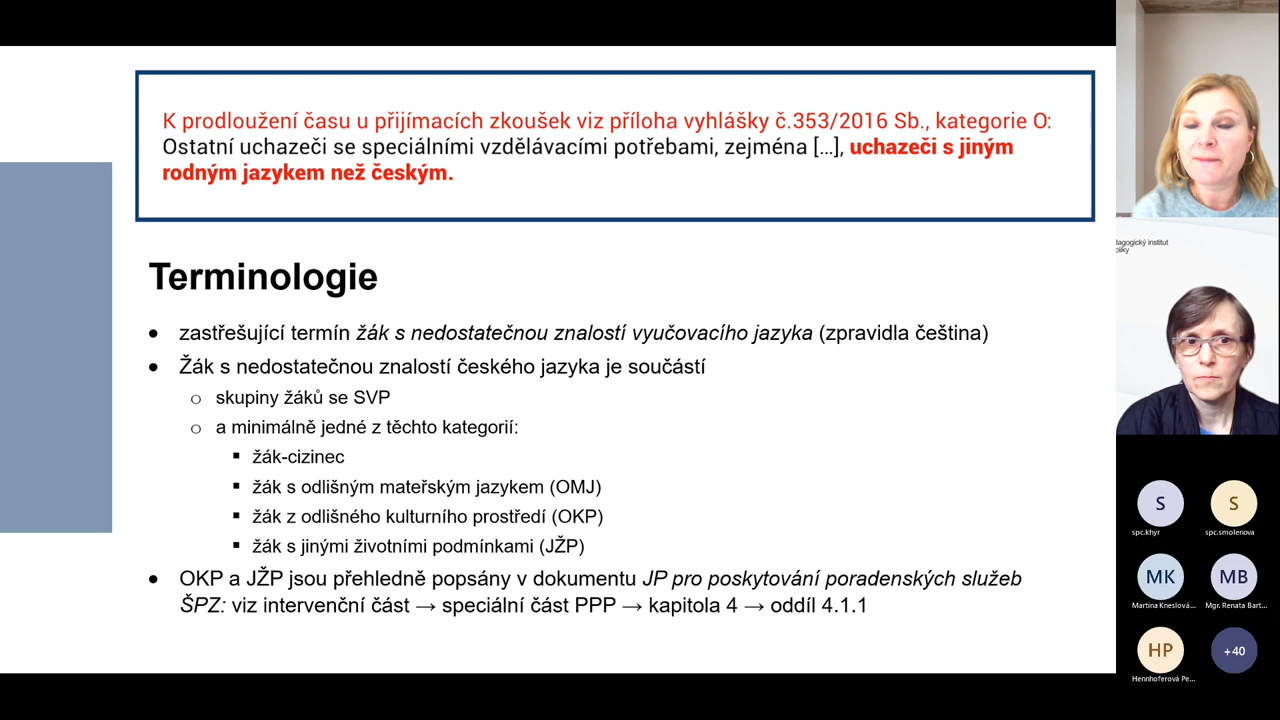 K prodloužení času u přijímacích zkoušek viz příloha vyhlášky č.353/2016 Sb., kategorie O:
Ostatní uchazeči se speciálními vzdělávacími potřebami, zejména [...], uchazeči s jiným
rodným jazykem než českým.
Terminologie
● zastřešující termín žák s nedostatečnou znalostí vyučovacího jazyka (zpravidla čeština)
● Žák s nedostatečnou znalostí českého jazyka je součástí
○ skupiny žáků se SVP
○ a minimálně jedné z těchto kategorií:
■ žák-cizinec
■ žák s odlišným mateřským jazykem (OMJ)
■ žák z odlišného kulturního prostředí (OKP)
■ žák s jinými životními podmínkami (JŽP)
● OKP a JŽP jsou přehledně popsány v dokumentu JP pro poskytování poradenských služeb
ŠPZ: viz intervenční část → speciální část PPP → kapitola 4 → oddíl 4.1.1
dagogický institut
oliky
S S
spc.khyr spc.smolenova
MK MB
Martina Kneslová... Mgr. Renata Bart...
HP +40
Hennhoferová Pe...